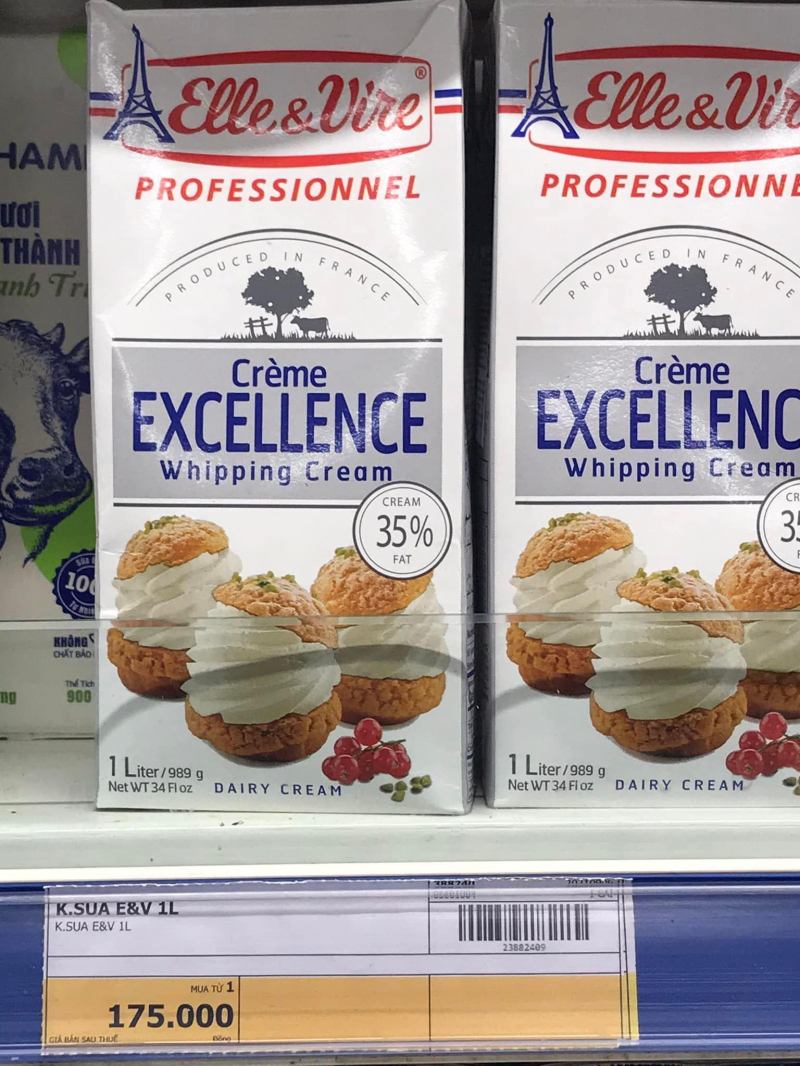 Elle&Vire®
PROFESSIONNEL
PRODUCED IN FRANCE
Crème
EXCELLENCE
Whipping Cream
CREAM
35%
FAT
1 Liter/989 g
Net WT 34 Fl oz
DAIRY CREAM
Elle&Vir
PROFESSIONNE
PRODUCED IN FRANCE
Crème
EXCELLENC
Whipping Cream
CR
1 Liter/989 g
Net WT 34 Fl oz
DAIRY CREAM
THÀNH
KHÔNG
CHẤT BẢO
Thể Tích
900
K.SUA E&V 1L
K.SUA E&V 1L
23882409
MUA TỪ 1
175.000
GIÁ BÁN SAU THUẾ
Đồng